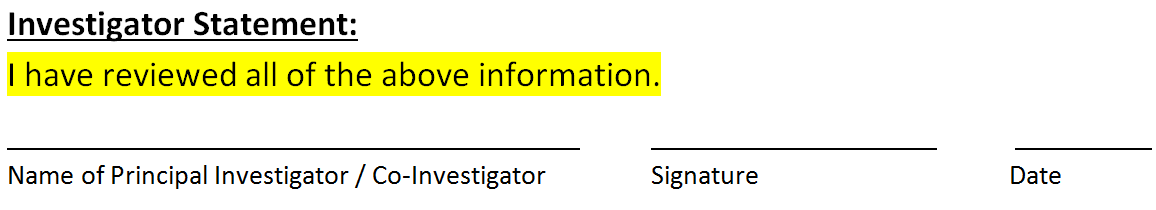 Investigator Statement:
I have reviewed all of the above information.
Name of Principal Investigator / Co-Investigator Signature Date